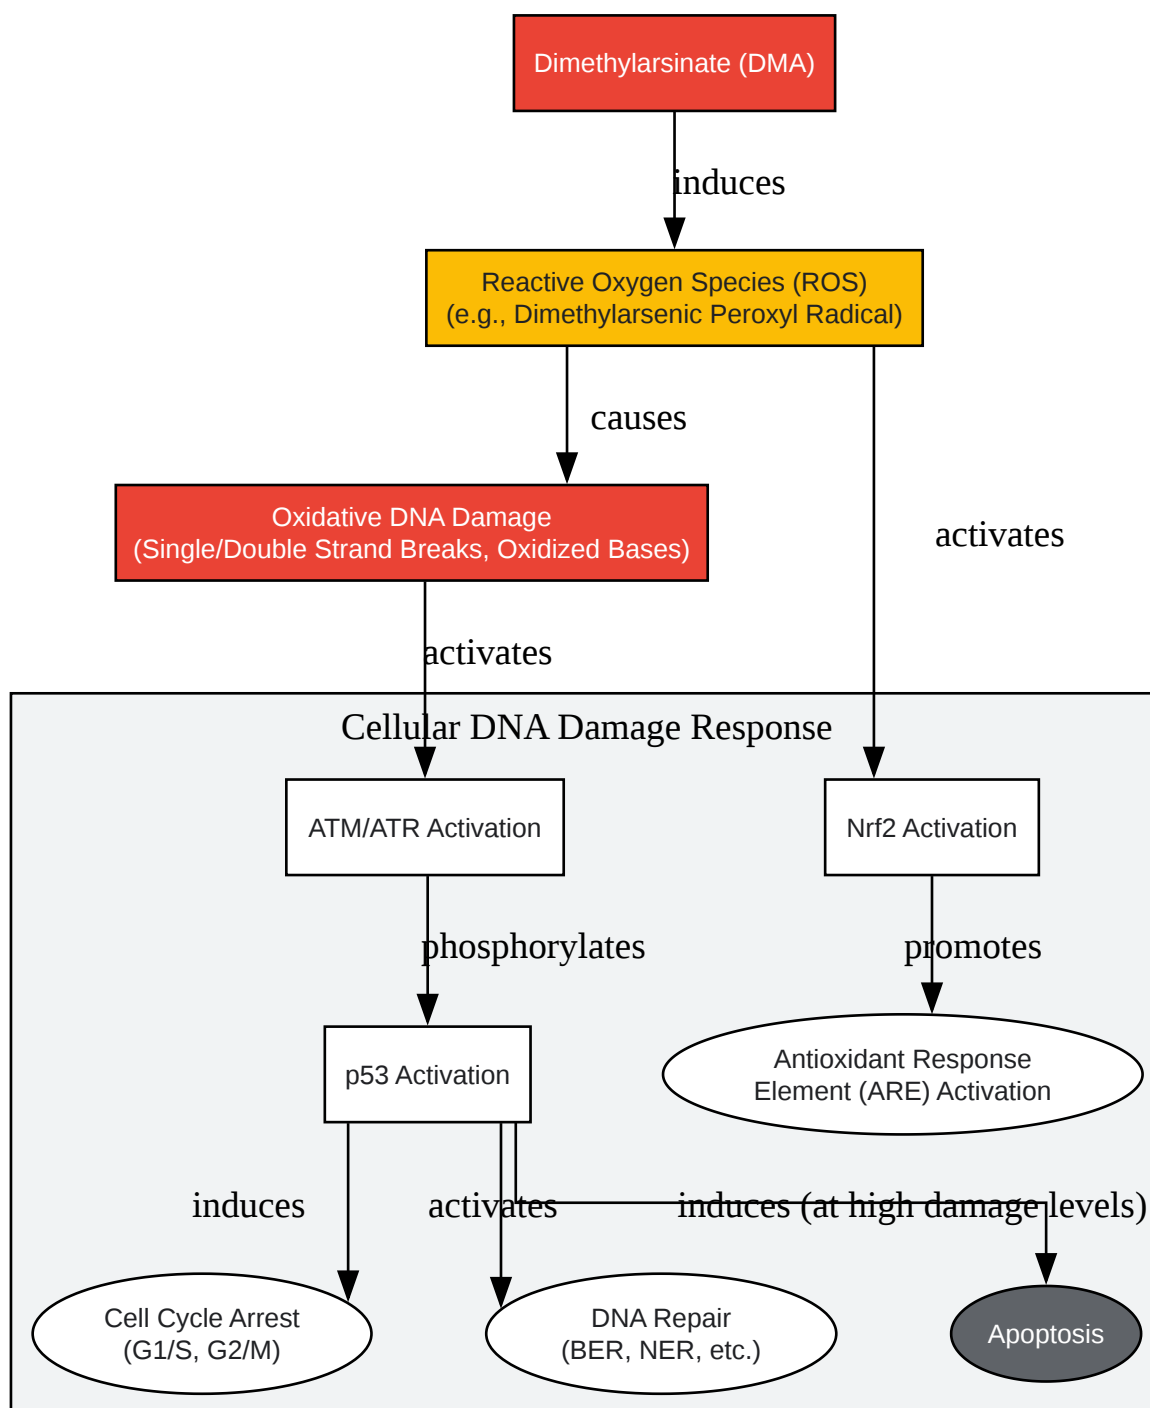 Dimethylarsinate (DMA)
induces
Reactive Oxygen Species (ROS)
(e.g., Dimethylarsenic Peroxyl Radical)
causes
Oxidative DNA Damage
(Single/Double Strand Breaks, Oxidized Bases)
activates
activates
Cellular DNA Damage Response
ATM/ATR Activation
Nrf2 Activation
phosphorylates
promotes
p53 Activation
Antioxidant Response
Element (ARE) Activation
induces
activates
induces (at high damage levels)
Cell Cycle Arrest
(G1/S, G2/M)
DNA Repair
(BER, NER, etc.)
Apoptosis